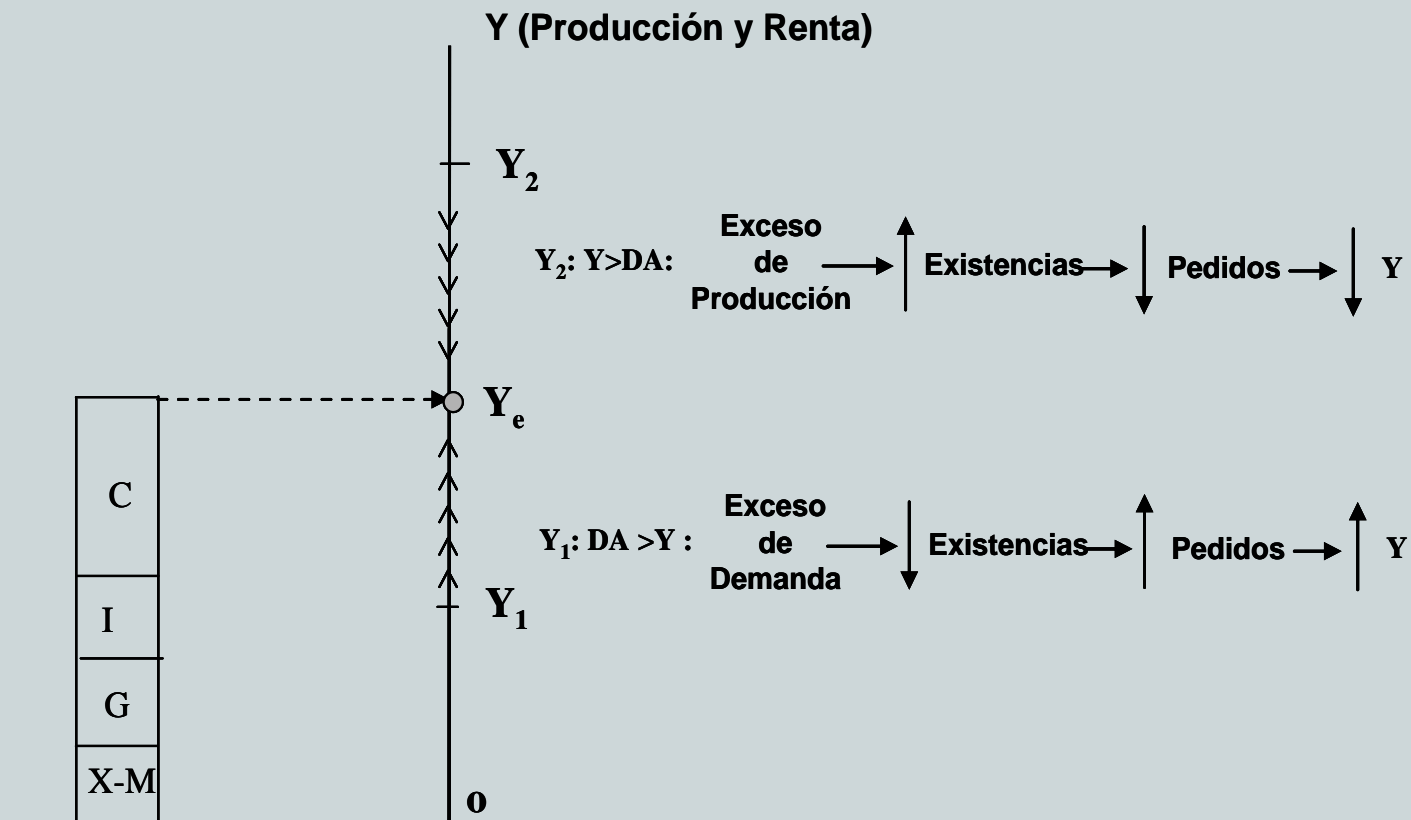 Y (Producción y Renta)
Y2
Y2: Y>DA:
Exceso
de
Producción
Existencias
Pedidos
Y
Ye
C
Y1: DA >Y :
Exceso
de
Demanda
Existencias
Pedidos
Y
Y1
I
G
X-M
o